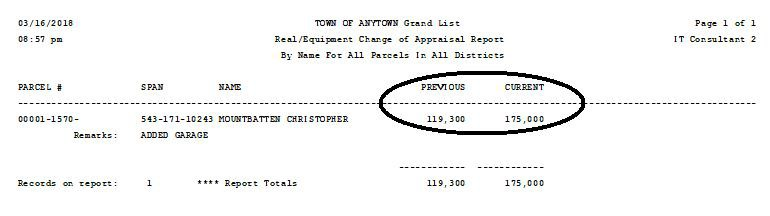 03/16/2018 TOWN OF ANYTOWN Grand List Page 1 of 1
08:57 pm Real/Equipment Change of Appraisal Report IT Consultant 2
By Name For All Parcels In All Districts
PARCEL # SPAN NAME PREVIOUS CURRENT
00001-1570- 543-171-10243 MOUNTBATTEN CHRISTOPHER 119,300 175,000
Remarks: ADDED GARAGE
Records on report: 1 **** Report Totals 119,300 175,000